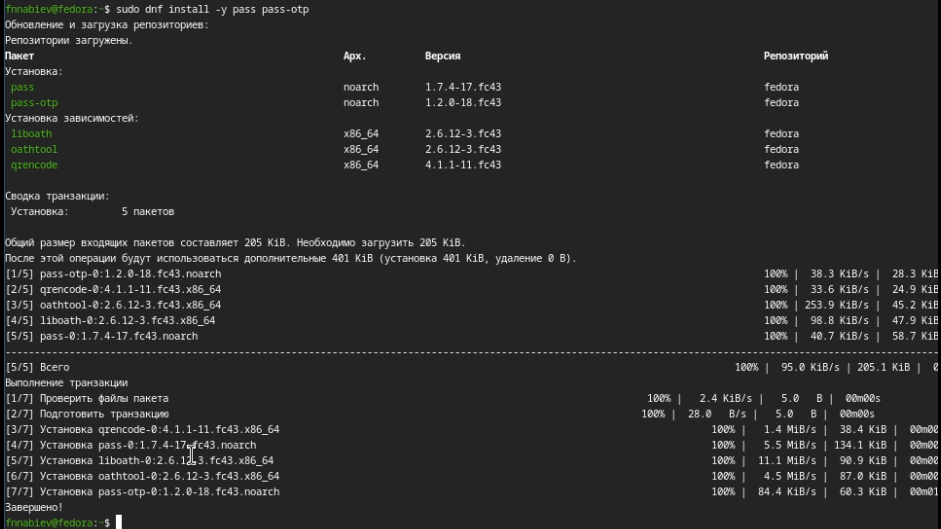 fnnabiev@fedora:~$ sudo dnf install -y pass pass-otp
Обновление и загрузка репозиториев:
Репозитории загружены.
Пакет Арх. Версия Репозиторий
Установка:
pass noarch 1.7.4-17.fc43 fedora
pass-otp noarch 1.2.0-18.fc43 fedora
Установка зависимостей:
liboath x86_64 2.6.12-3.fc43 fedora
oathtool x86_64 2.6.12-3.fc43 fedora
qrencode x86_64 4.1.1-11.fc43 fedora
Сводка транзакции:
Установка: 5 пакетов
Общий размер входящих пакетов составляет 205 KiB. Необходимо загрузить 205 KiB.
После этой операции будут использоваться дополнительные 401 KiB (установка 401 KiB, удаление 0 B).
[1/5] pass-otp-0:1.2.0-18.fc43.noarch 100% | 38.3 KiB/s | 28.3 KiB
[2/5] qrencode-0:4.1.1-11.fc43.x86_64 100% | 33.6 KiB/s | 24.9 KiB
[3/5] oathtool-0:2.6.12-3.fc43.x86_64 100% | 253.9 KiB/s | 45.2 KiB
[4/5] liboath-0:2.6.12-3.fc43.x86_64 100% | 98.8 KiB/s | 47.9 KiB
[5/5] pass-0:1.7.4-17.fc43.noarch 100% | 40.7 KiB/s | 58.7 KiB
[5/5] Всего 100% | 95.0 KiB/s | 205.1 KiB | 0
Выполнение транзакции
[1/7] Проверить файлы пакета 100% | 2.4 KiB/s | 5.0 B | 00m00s
[2/7] Подготовить транзакцию 100% | 28.0 B/s | 5.0 B | 00m00s
[3/7] Установка qrencode-0:4.1.1-11.fc43.x86_64 100% | 1.4 MiB/s | 38.4 KiB | 00m00
[4/7] Установка pass-0:1.7.4-17.fc43.noarch 100% | 5.5 MiB/s | 134.1 KiB | 00m00
[5/7] Установка liboath-0:2.6.12-3.fc43.x86_64 100% | 11.1 MiB/s | 90.9 KiB | 00m00
[6/7] Установка oathtool-0:2.6.12-3.fc43.x86_64 100% | 4.5 MiB/s | 87.0 KiB | 00m00
[7/7] Установка pass-otp-0:1.2.0-18.fc43.noarch 100% | 84.4 KiB/s | 60.3 KiB | 00m01
Завершено!
fnnabiev@fedora:~$